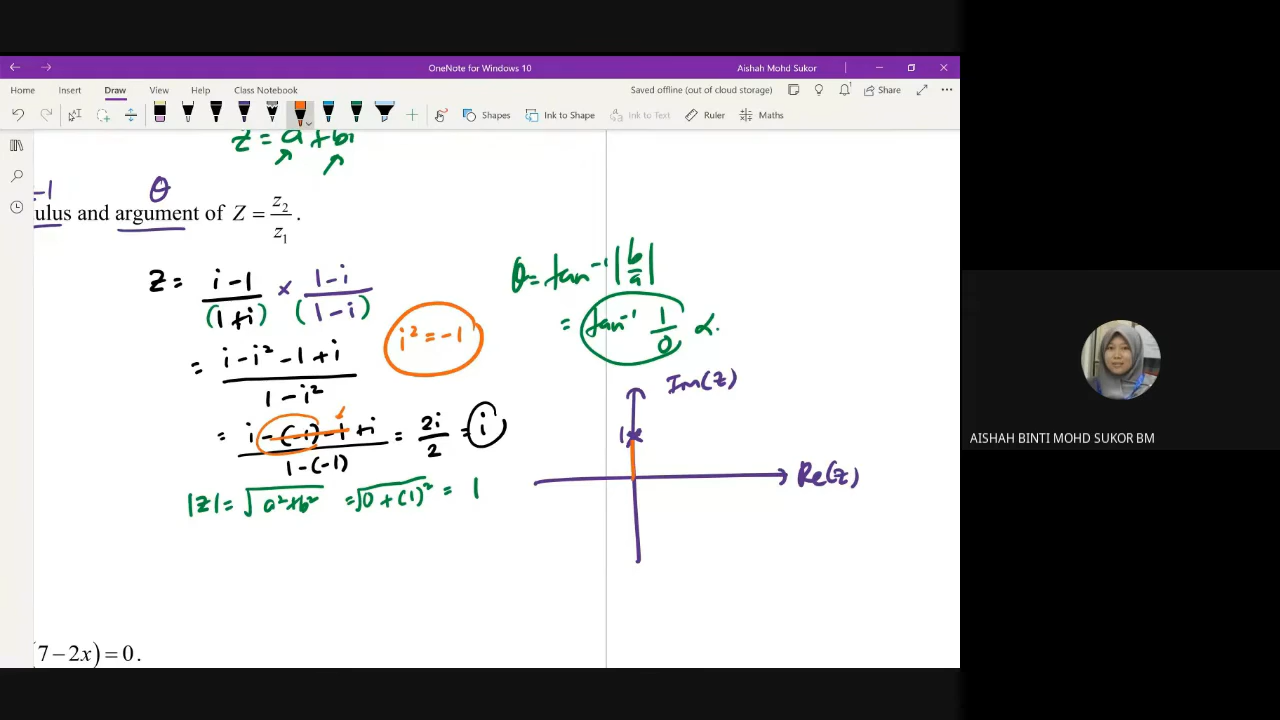 OneNote for Windows 10
Aishah Mohd Sukor
Home Insert Draw View Help Class Notebook
Saved offline (out of cloud storage)
Share
Shapes
Ink to Shape
Ink to Text
Ruler
Maths
z = a + bi
-1
θ
ulus and argument of Z = z₂/z₁.
Z = (i-1)/(1+i) × (1-i)/(1-i)
= (i - i² - 1 + i)/(1 - i²)
i² = -1
= (i - (-1) - 1 + i)/(1 - (-1)) = 2i/2 = i
|Z| = √(a² + b²) = √(0 + (1)²) = 1
θ = tan⁻¹ |b/a|
= tan⁻¹ 1/0
Im(z)
1
Re(z)
(7 − 2x) = 0.
AISHAH BINTI MOHD SUKOR BM